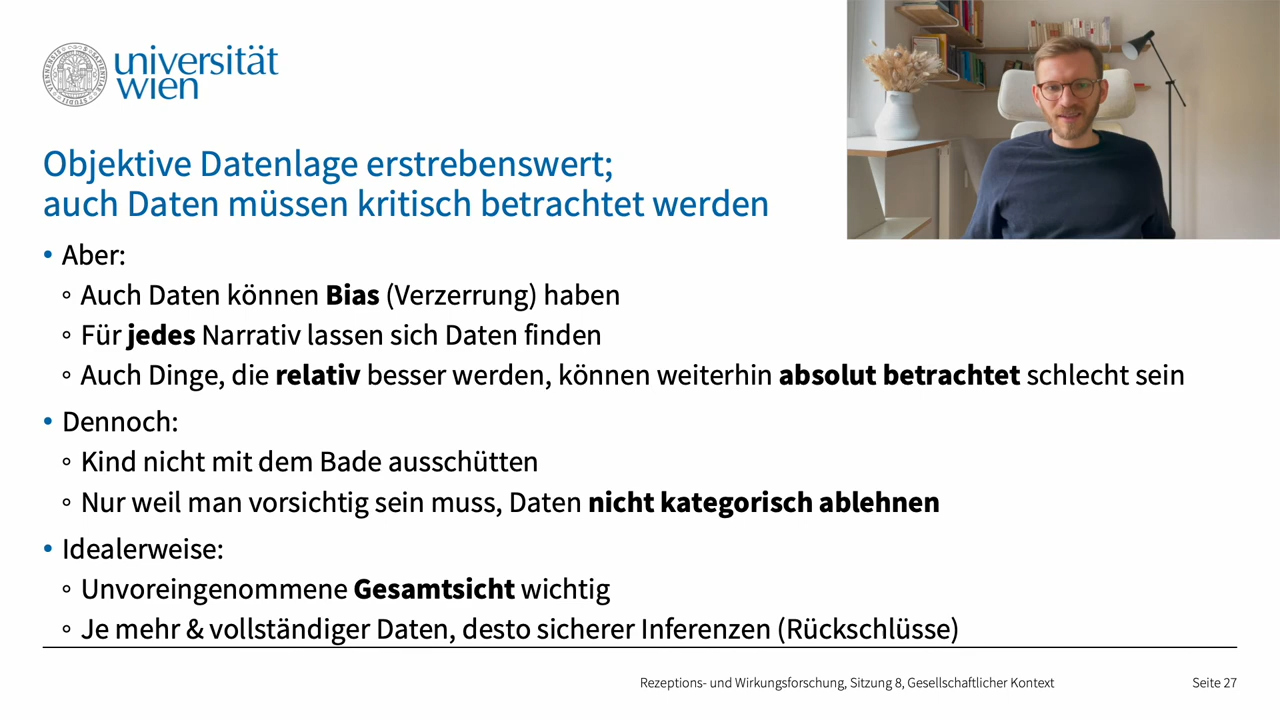 universität
wien
Objektive Datenlage erstrebenswert;
auch Daten müssen kritisch betrachtet werden
• Aber:
◦ Auch Daten können Bias (Verzerrung) haben
◦ Für jedes Narrativ lassen sich Daten finden
◦ Auch Dinge, die relativ besser werden, können weiterhin absolut betrachtet schlecht sein
• Dennoch:
◦ Kind nicht mit dem Bade ausschütten
◦ Nur weil man vorsichtig sein muss, Daten nicht kategorisch ablehnen
• Idealerweise:
◦ Unvoreingenommene Gesamtsicht wichtig
◦ Je mehr & vollständiger Daten, desto sicherer Inferenzen (Rückschlüsse)
Rezeptions- und Wirkungsforschung, Sitzung 8, Gesellschaftlicher Kontext
Seite 27